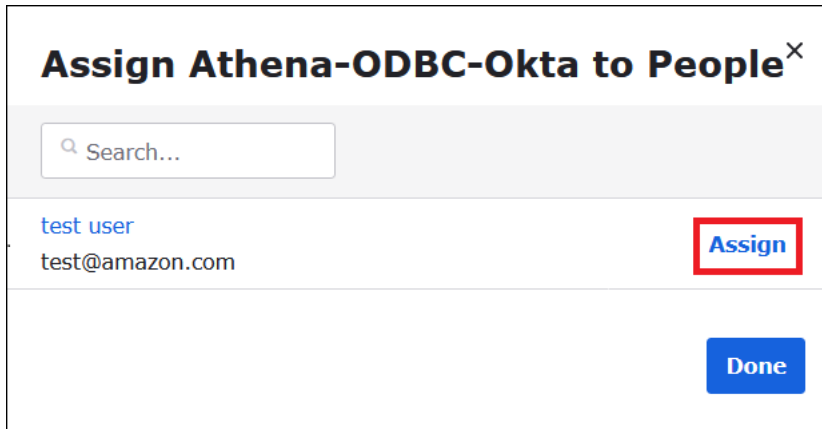 Assign Athena-ODBC-Okta to People
Search...
test user
Assign
test@amazon.com
Done